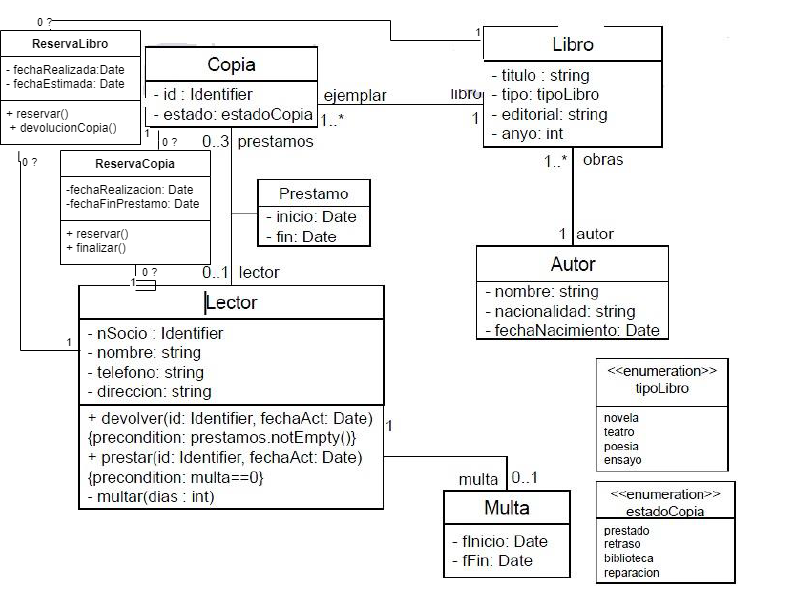 0 ?
ReservaLibro
- fechaRealizada:Date
- fechaEstimada: Date
+ reservar()
+ devolucionCopia()
0 ?
1
Copia
- id : Identifier
- estado: estadoCopia
ejemplar
1..*
libro
1
1
Libro
- titulo : string
- tipo: tipoLibro
- editorial: string
- anyo: int
1
0 ?
0..3
prestamos
ReservaCopia
-fechaRealizacion: Date
-fechaFinPrestamo: Date
+ reservar()
+ finalizar()
0 ?
1
Prestamo
- inicio: Date
- fin: Date
0..1
lector
1..*
obras
1
autor
Autor
- nombre: string
- nacionalidad: string
- fechaNacimiento: Date
Lector
- nSocio : Identifier
- nombre: string
- telefono: string
- direccion: string
+ devolver(id: Identifier, fechaAct: Date)
{precondition: prestamos.notEmpty()}
+ prestar(id: Identifier, fechaAct: Date)
{precondition: multa==0}
- multar(dias : int)
1
multa
0..1
Multa
- fInicio: Date
- fFin: Date
<<enumeration>>
tipoLibro
novela
teatro
poesia
ensayo
<<enumeration>>
estadoCopia
prestado
retraso
biblioteca
reparacion